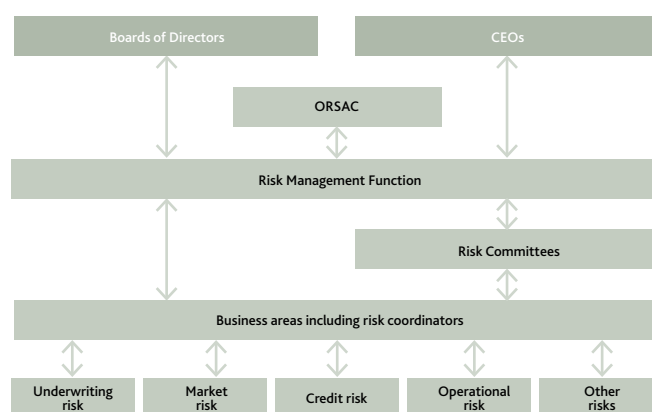 Boards of Directors
CEOs
ORSAC
Risk Management Function
Risk Committees
Business areas including risk coordinators
Underwriting
risk
Market
risk
Credit risk
Operational
risk
Other
risks